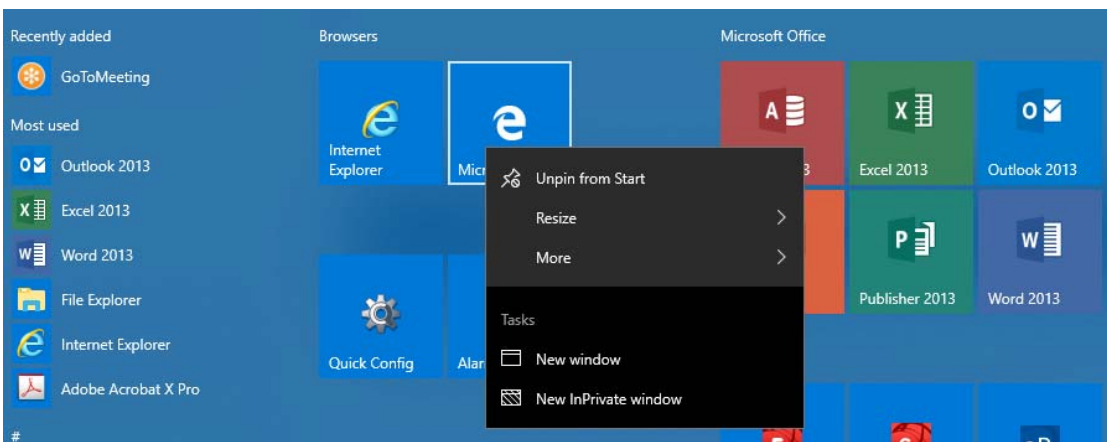 Recently added
GoToMeeting
Most used
Outlook 2013
Excel 2013
Word 2013
File Explorer
Internet Explorer
Adobe Acrobat X Pro
#
Browsers
Internet
Explorer
Quick Config
Unpin from Start
Resize
More
Tasks
New window
New InPrivate window
Microsoft Office
Excel 2013
Outlook 2013
Publisher 2013
Word 2013